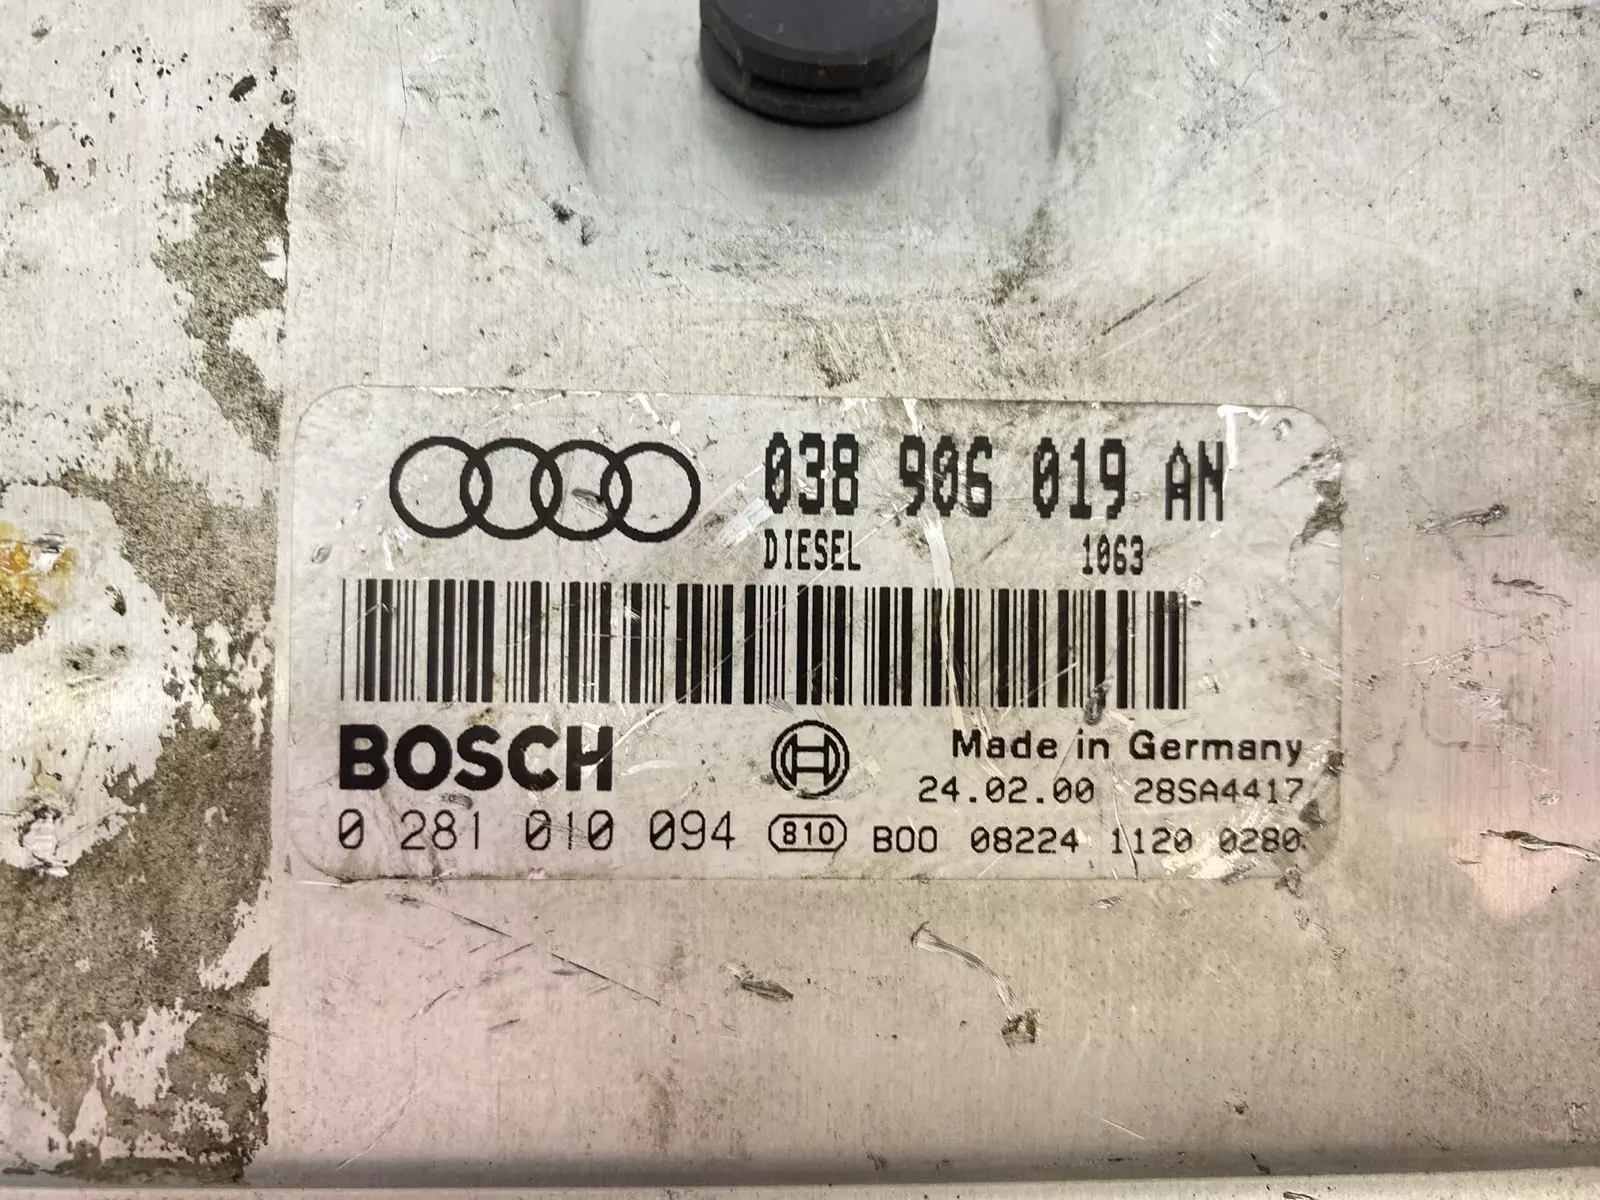 038 906 019 AN
DIESEL 1063
BOSCH
Made in Germany
24.02.00 28SA4417
0 281 010 094 810 B00 08224 1120 0280